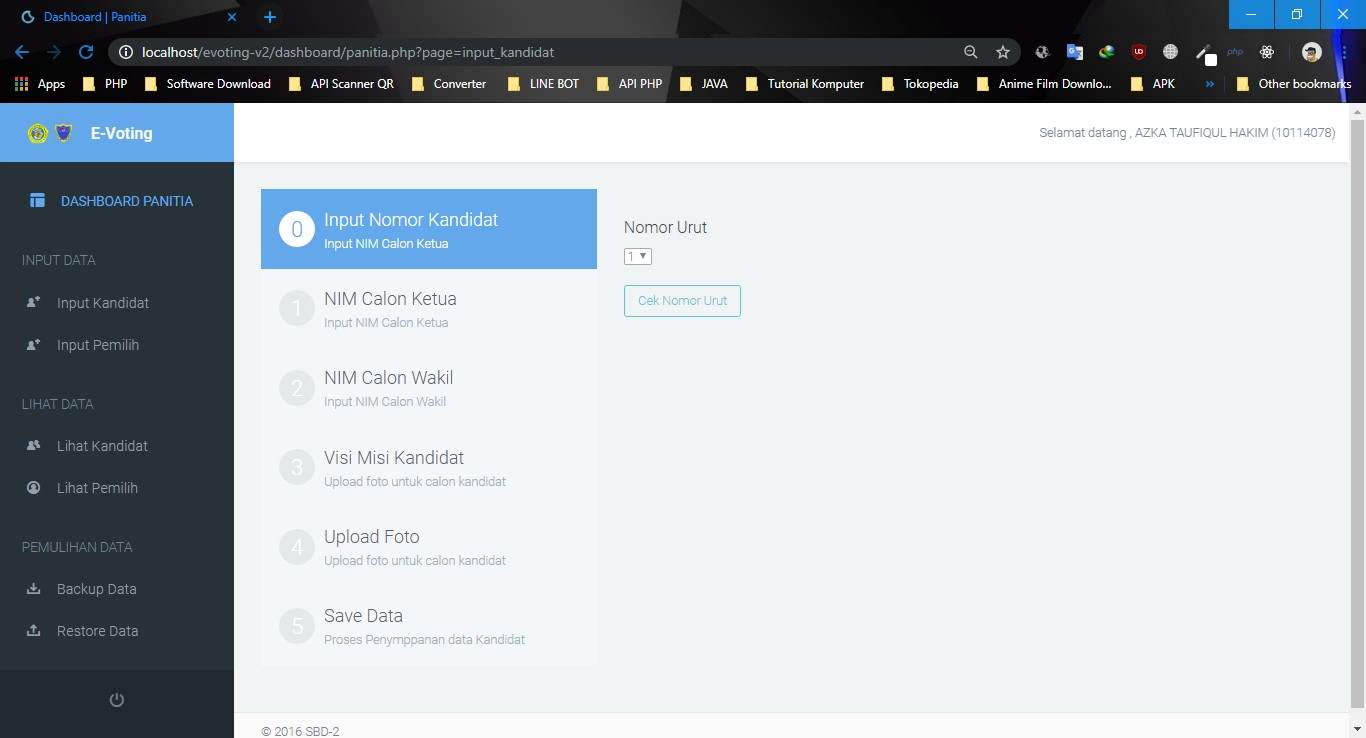 Dashboard | Panitia
localhost/evoting-v2/dashboard/panitia.php?page=input_kandidat
Apps PHP Software Download API Scanner QR Converter LINE BOT API PHP JAVA Tutorial Komputer Tokopedia Anime Film Downlo... APK » Other bookmarks
E-Voting
Selamat datang , AZKA TAUFIQUL HAKIM (10114078)
DASHBOARD PANITIA
INPUT DATA
Input Kandidat
Input Pemilih
LIHAT DATA
Lihat Kandidat
Lihat Pemilih
PEMULIHAN DATA
Backup Data
Restore Data
0 Input Nomor Kandidat
Input NIM Calon Ketua
1 NIM Calon Ketua
Input NIM Calon Ketua
2 NIM Calon Wakil
Input NIM Calon Wakil
3 Visi Misi Kandidat
Upload foto untuk calon kandidat
4 Upload Foto
Upload foto untuk calon kandidat
5 Save Data
Proses Penymppanan data Kandidat
Nomor Urut
1
Cek Nomor Urut
© 2016 SBD-2